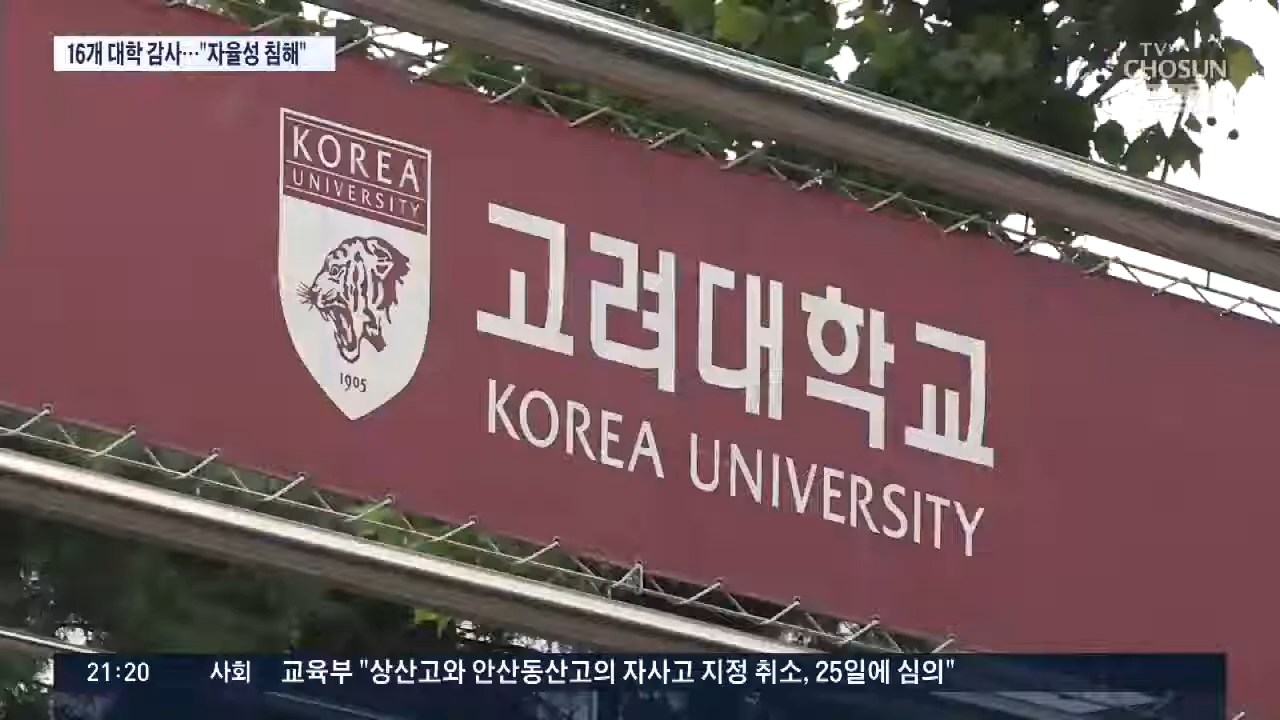 16개 대학 감사…"자율성 침해"
TV
CHOSUN
KOREA
UNIVERSITY
1905
고려대학교
KOREA UNIVERSITY
21:20 사회 교육부 "상산고와 안산동산고의 자사고 지정 취소, 25일에 심의"